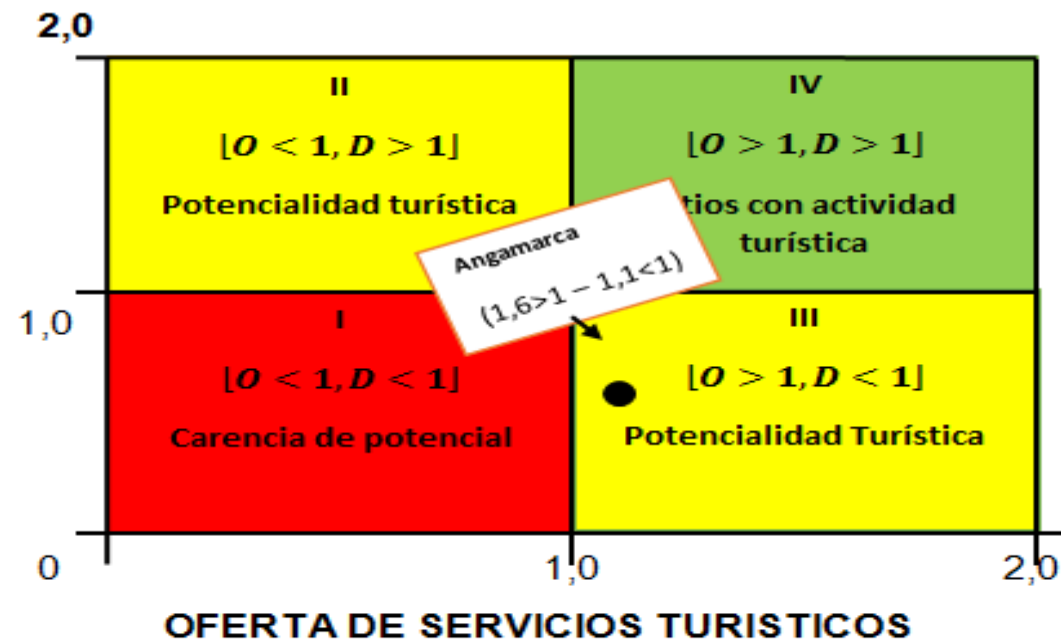 2,0
II
⌊O < 1, D > 1⌋
Potencialidad turística
IV
⌊O > 1, D > 1⌋
tios con actividad
turística
Angamarca
(1,6>1 – 1,1<1)
1,0
I
⌊O < 1, D < 1⌋
Carencia de potencial
III
⌊O > 1, D < 1⌋
Potencialidad Turística
0
1,0
2,0
OFERTA DE SERVICIOS TURISTICOS